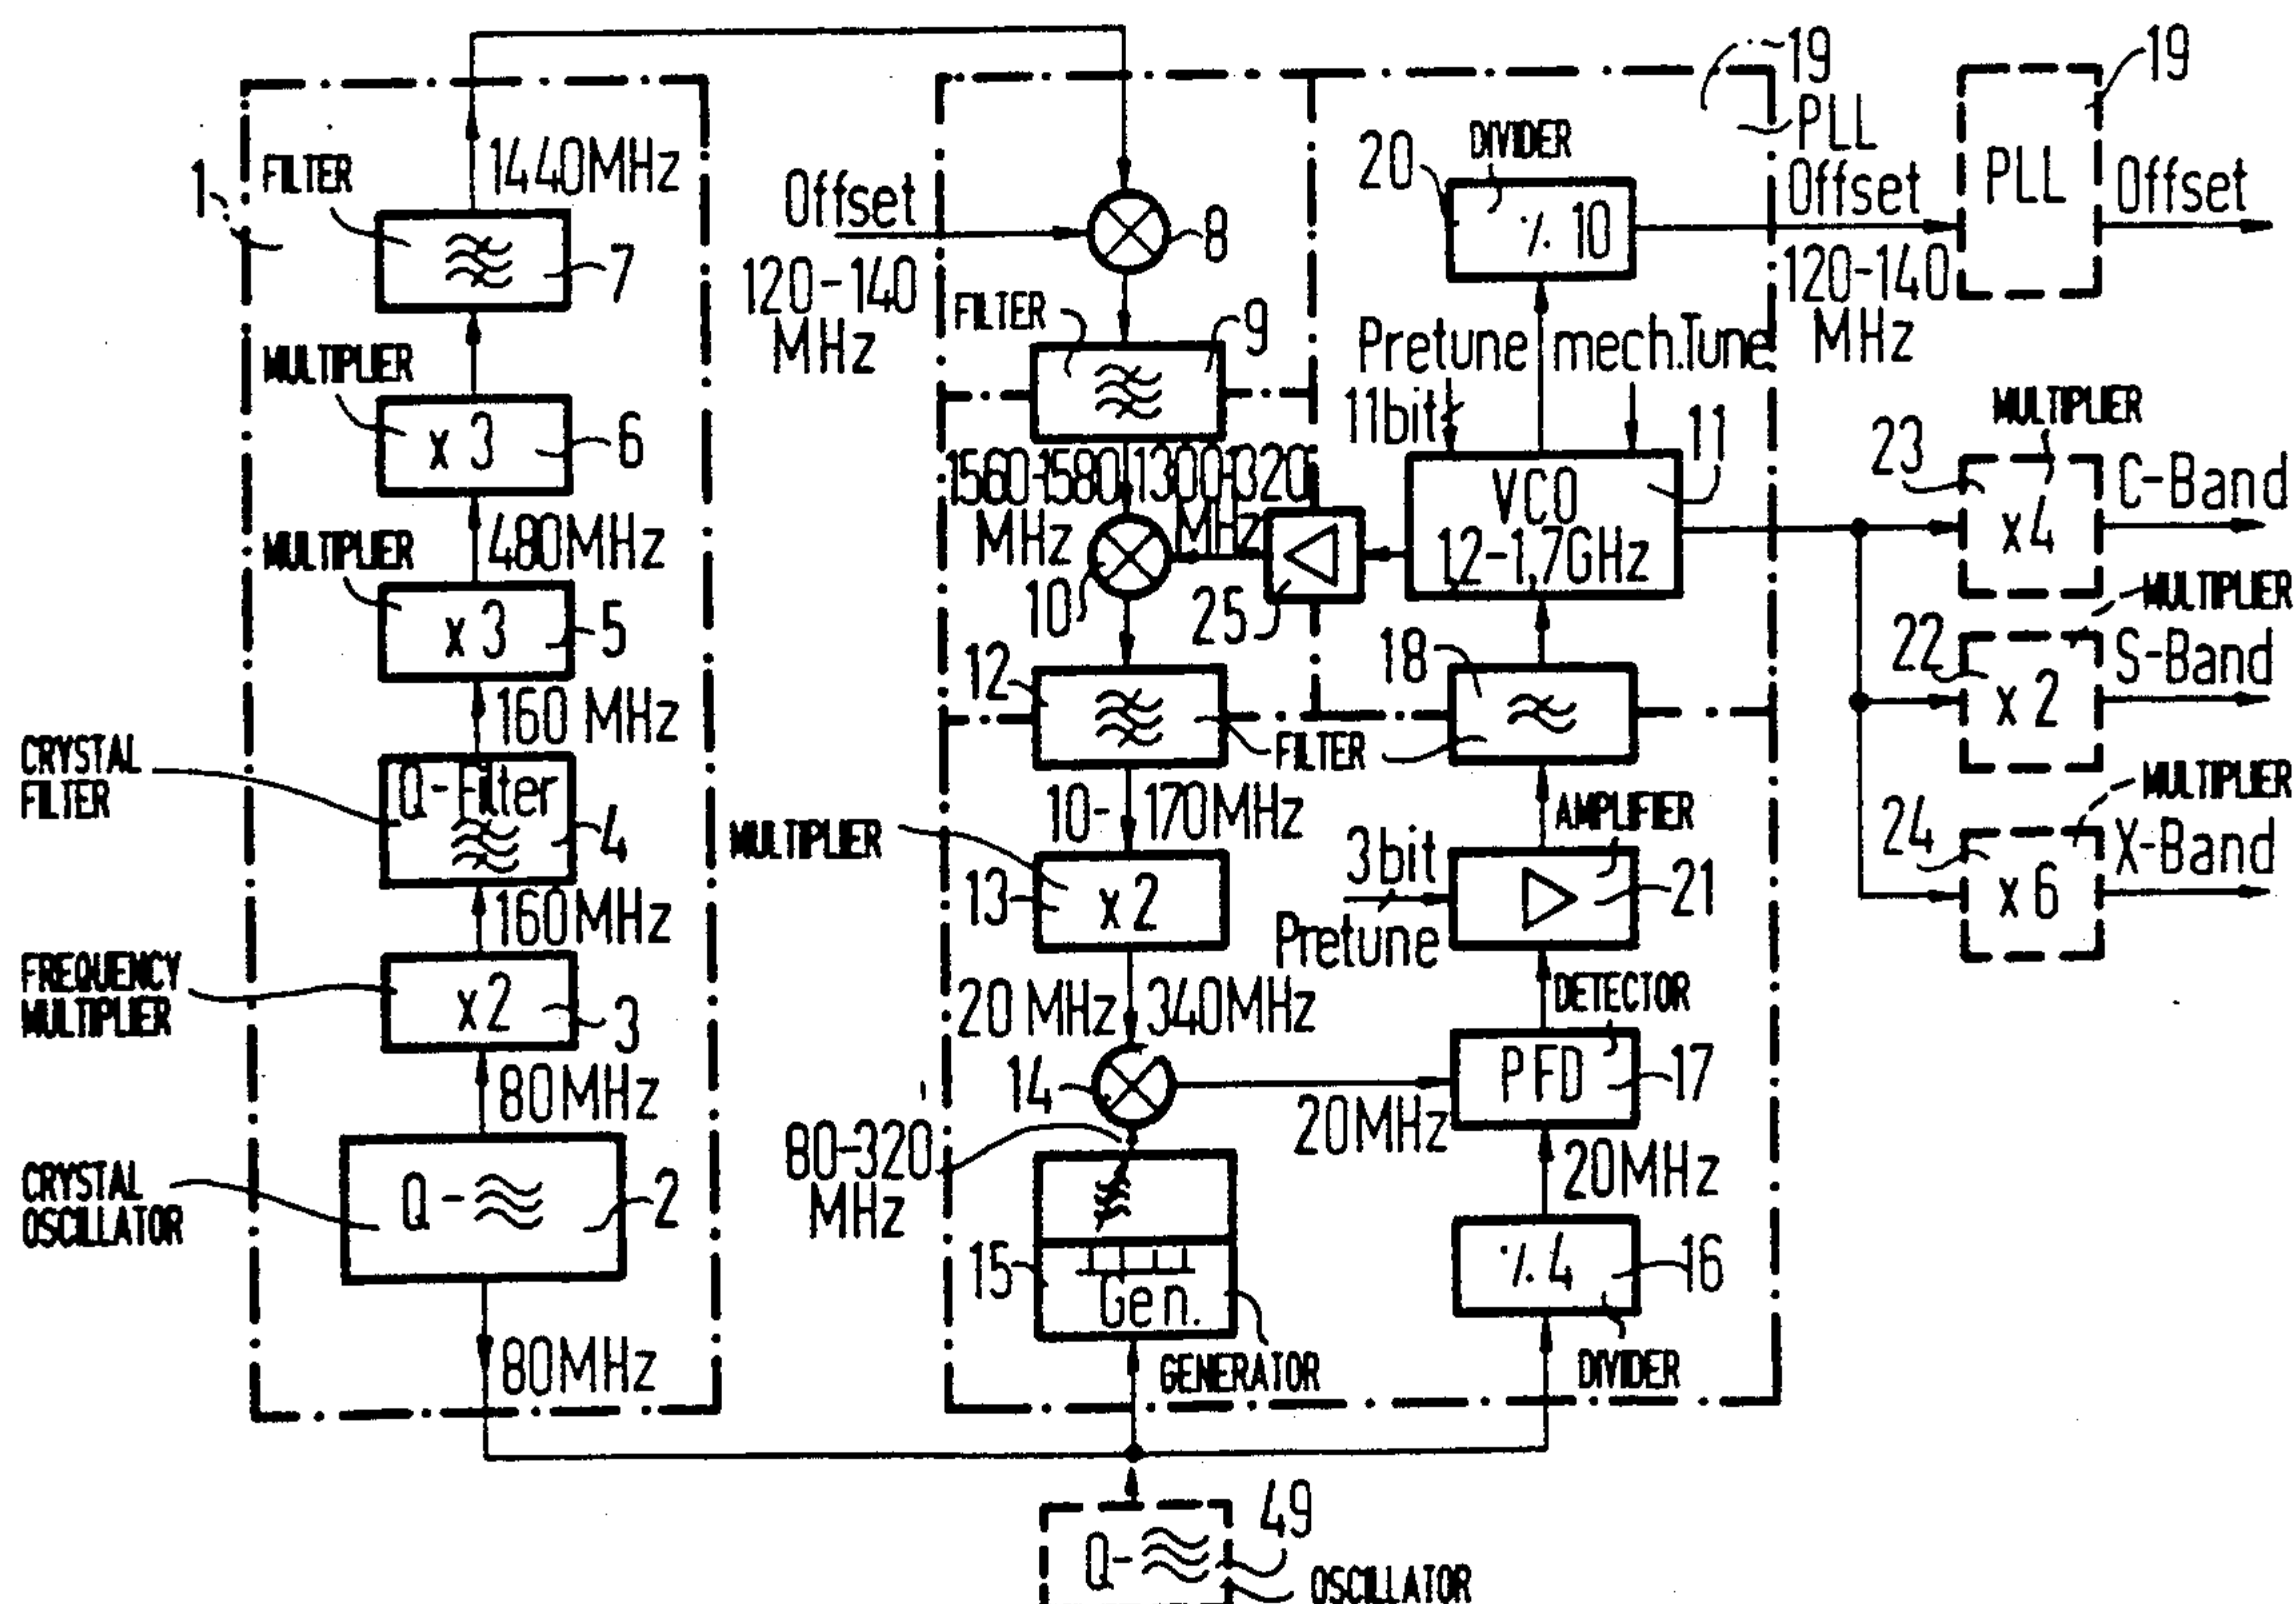 1
FILTER
1440MHz
7
MULTIPLIER
x 3
6
480MHz
MULTIPLIER
x 3
5
160 MHz
CRYSTAL
FILTER
Q-Filter
4
160MHz
FREQUENCY
MULTIPLIER
x2
3
80MHz
CRYSTAL
OSCILLATOR
Q-
2
80MHz
Offset
120-140
MHz
8
FILTER
9
1560-1580
MHz
1300-1320
MHz
10
25
12
FILTER
10-
170MHz
MULTIPLIER
13
x2
20 MHz
340MHz
14
20MHz
80-320
MHz
15
Gen.
GENERATOR
19
PLL
DIVIDER
20
% 10
Offset
120-140
MHz
Pretune
11bit
mech.Tune
11
VCO
12-1,7GHz
18
AMPLIFIER
3bit
Pretune
21
DETECTOR
PFD
17
20MHz
% 4
16
DIVIDER
19
PLL
Offset
MULTIPLIER
23
x4
C-Band
MULTIPLIER
22
x2
S-Band
MULTIPLIER
24
x6
X-Band
Q-
49
OSCILLATOR